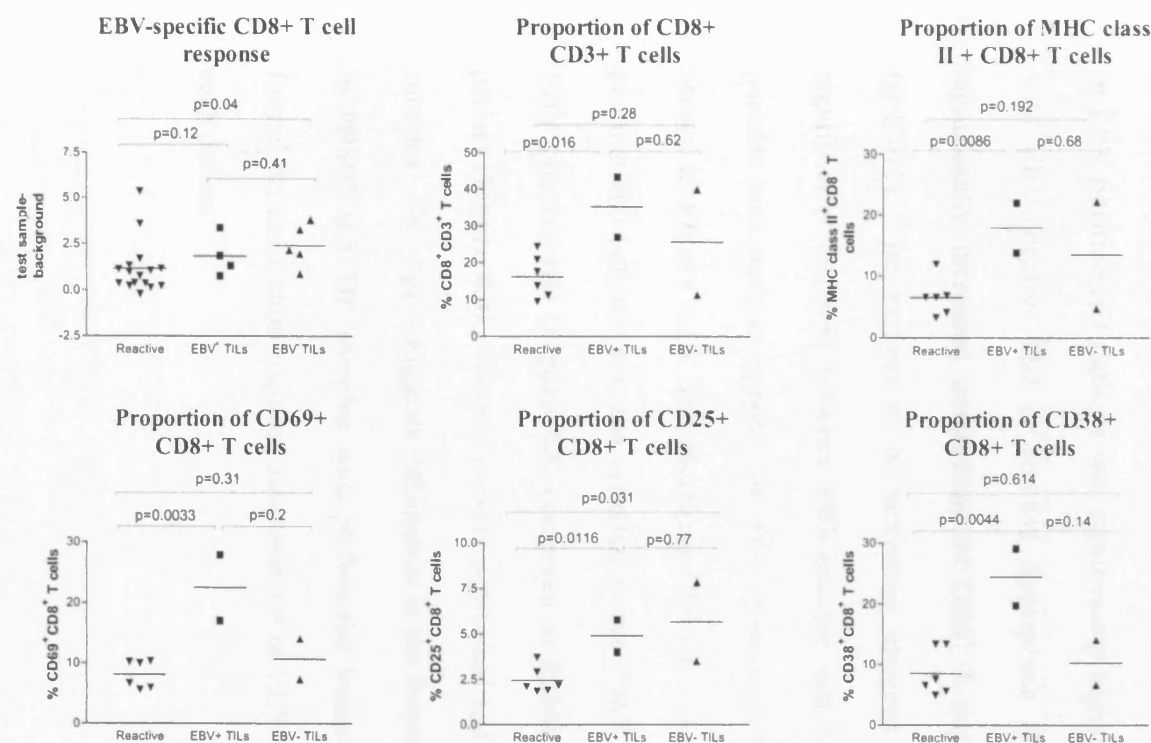 EBV-specific CD8+ T cell
response
p=0.04
p=0.12
p=0.41
7.5
5.0
2.5
0.0
-2.5
test sample-
background
Reactive EBV+ TILs EBV- TILs
Proportion of CD8+
CD3+ T cells
p=0.28
p=0.016 p=0.62
50
40
30
20
10
0
% CD8+CD3+ T cells
Reactive EBV+ TILs EBV- TILs
Proportion of MHC class
II + CD8+ T cells
p=0.192
p=0.0086 p=0.68
30
20
10
0
% MHC class II+CD8+ T
cells
Reactive EBV+ TILs EBV- TILs
Proportion of CD69+
CD8+ T cells
p=0.31
p=0.0033 p=0.2
30
20
10
0
% CD69+CD8+ T cells
Reactive EBV+ TILs EBV- TILs
Proportion of CD25+
CD8+ T cells
p=0.031
p=0.0116 p=0.77
10.0
7.5
5.0
2.5
0.0
% CD25+CD8+ T cells
Reactive EBV+ TILs EBV- TILs
Proportion of CD38+
CD8+ T cells
p=0.614
p=0.0044 p=0.14
30
20
10
0
% CD38+CD8+ T cells
Reactive EBV+ TILs EBV- TILs